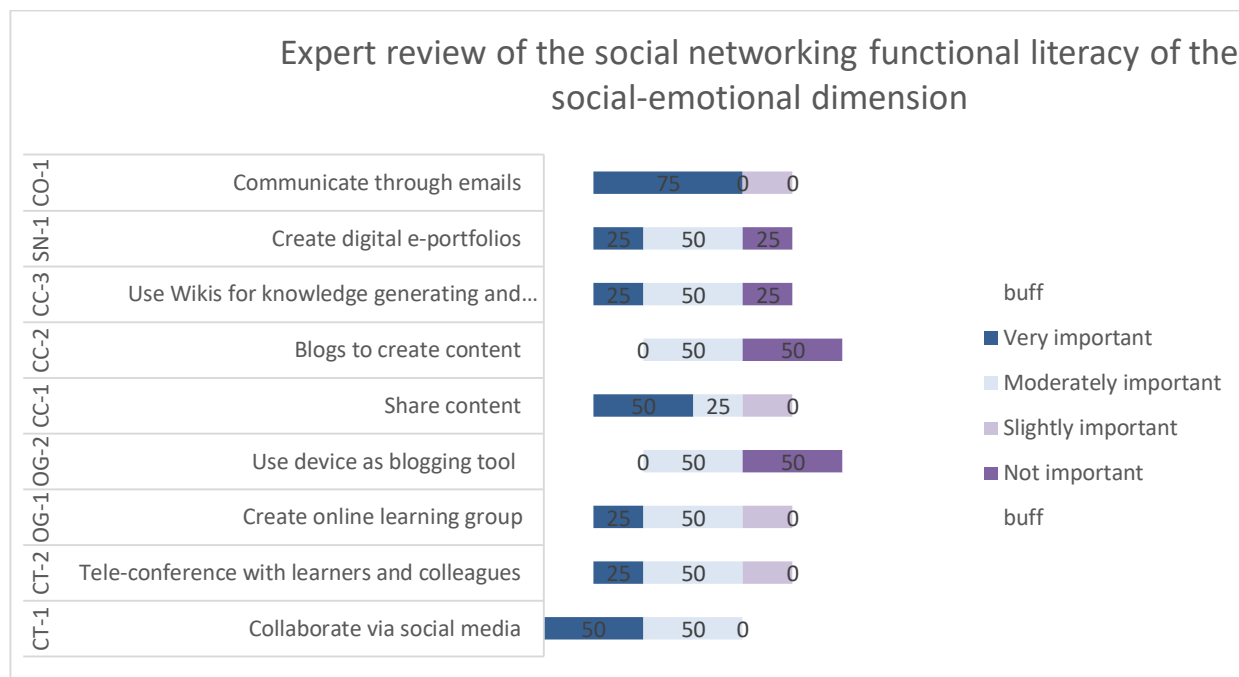 Expert review of the social networking functional literacy of the
social-emotional dimension
CO-1 Communicate through emails 75 0 0
SN-1 Create digital e-portfolios 25 50 25
CC-3 Use Wikis for knowledge generating and... 25 50 25
CC-2 Blogs to create content 0 50 50
CC-1 Share content 50 25 0
OG-2 Use device as blogging tool 0 50 50
OG-1 Create online learning group 25 50 0
CT-2 Tele-conference with learners and colleagues 25 50 0
CT-1 Collaborate via social media 50 50 0
buff
Very important
Moderately important
Slightly important
Not important
buff